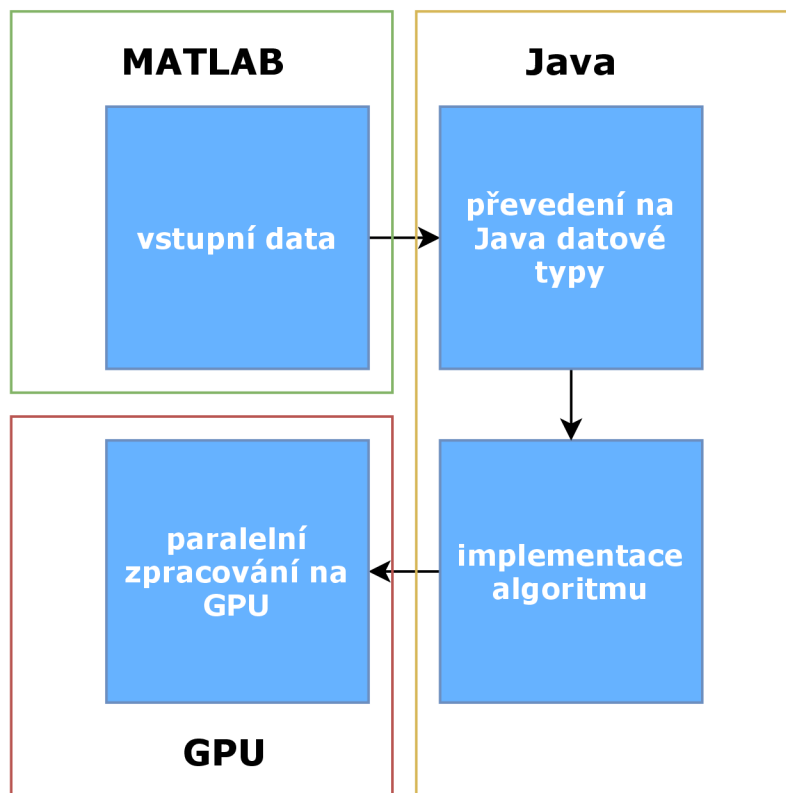 MATLAB
vstupní data
Java
převedení na
Java datové
typy
implementace
algoritmu
paralelní
zpracování na
GPU
GPU